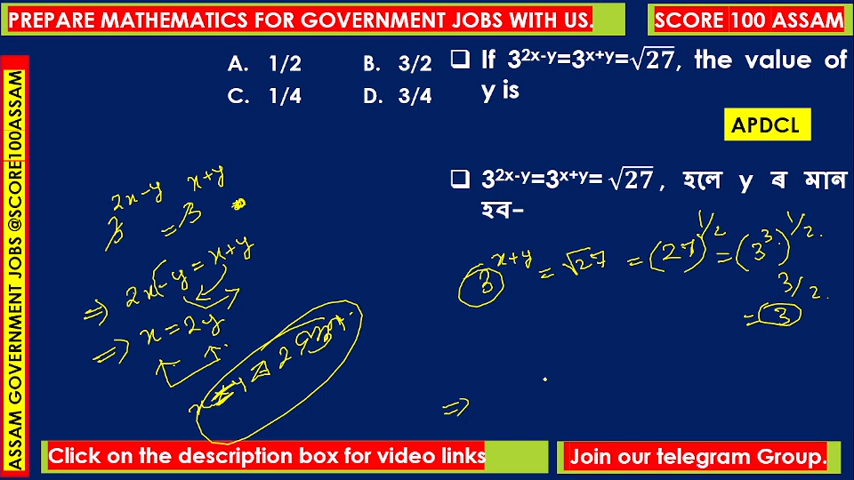 PREPARE MATHEMATICS FOR GOVERNMENT JOBS WITH US.
SCORE 100 ASSAM
ASSAM GOVERNMENT JOBS @SCORE100ASSAM
A. 1/2 B. 3/2
C. 1/4 D. 3/4
❑ If 3^{2x-y}=3^{x+y}=√27, the value of
y is
APDCL
❑ 3^{2x-y}=3^{x+y}= √27, হলে y ৰ মান
হব–
3^{2x-y} = 3^{x+y}
⇒ 2x-y = x+y
⇒ x = 2y
3^{x+y} = √27 = (27)^{1/2} = (3^3)^{1/2}.
= 3^{3/2}.
⇒
Click on the description box for video links
Join our telegram Group.